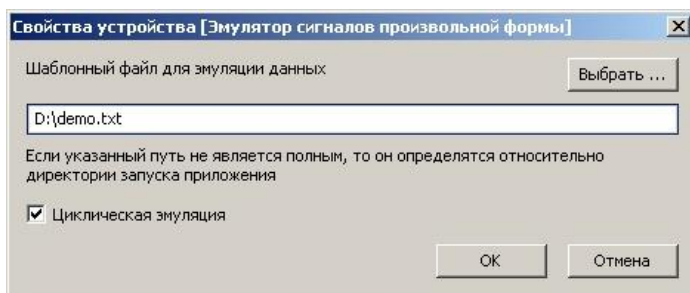 Свойства устройства [Эмулятор сигналов произвольной формы]
Шаблонный файл для эмуляции данных
Выбрать ...
D:\demo.txt
Если указанный путь не является полным, то он определятся относительно
директории запуска приложения
Циклическая эмуляция
OK
Отмена